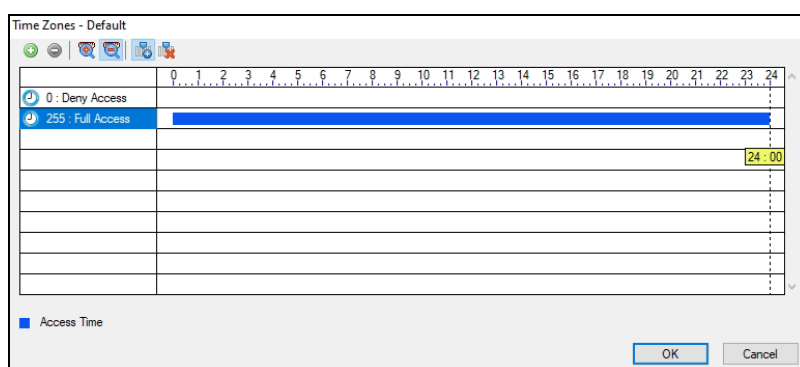 Time Zones - Default
0 1 2 3 4 5 6 7 8 9 10 11 12 13 14 15 16 17 18 19 20 21 22 23 24
0 : Deny Access
255 : Full Access
24 : 00
Access Time
OK Cancel